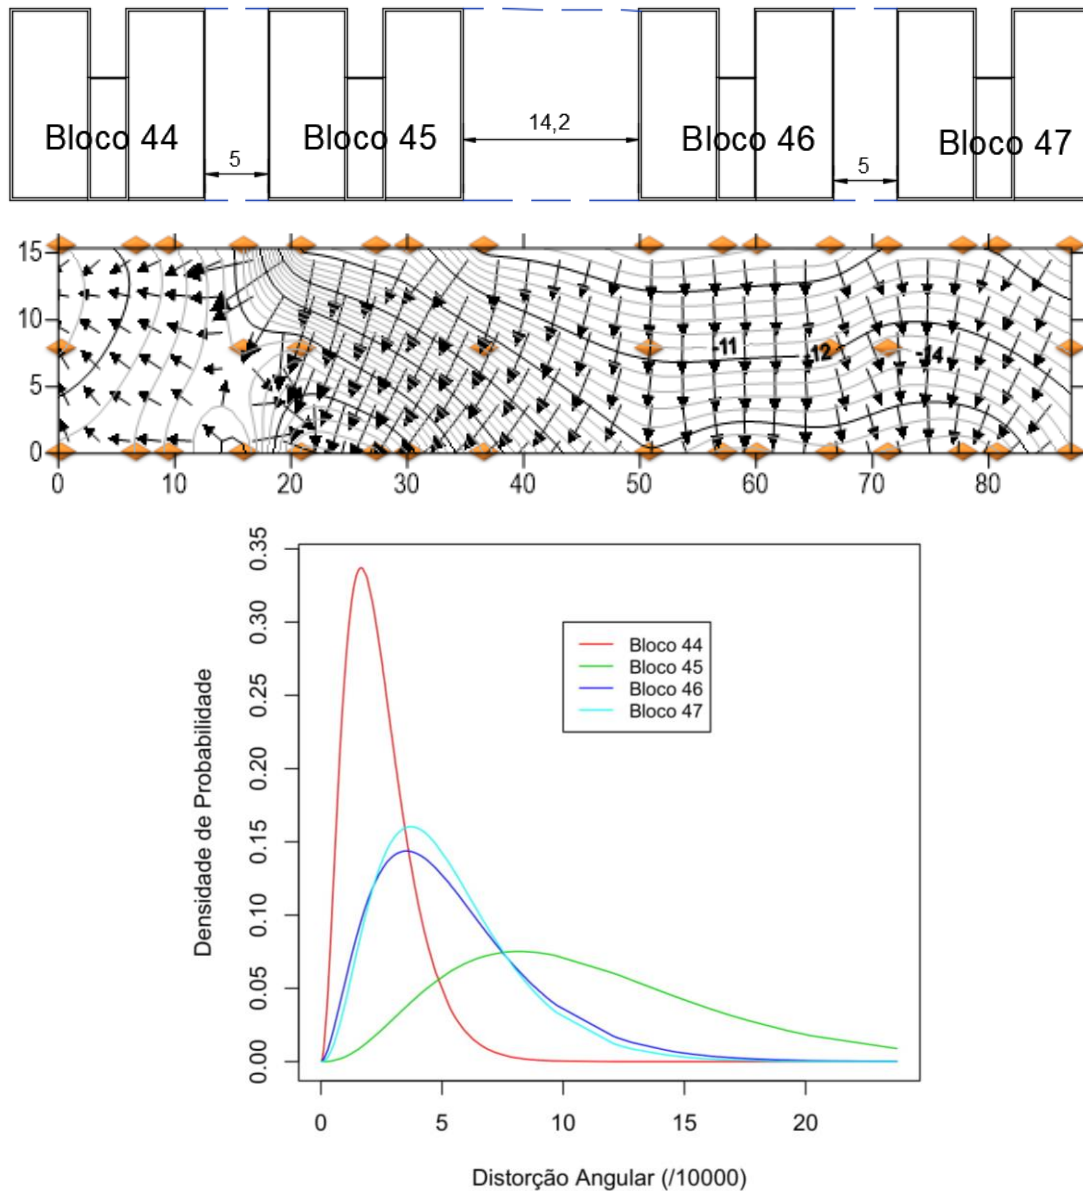 14,2
Bloco 44 Bloco 45 Bloco 46 Bloco 47
5 5
15
10
-11 -12 -14
5
0
0 10 20 30 40 50 60 70 80
0.35
0.30
0.25
0.20
0.15
0.10
0.05
0.00
Densidade de Probabilidade
Bloco 44
Bloco 45
Bloco 46
Bloco 47
0 5 10 15 20
Distorção Angular (/10000)